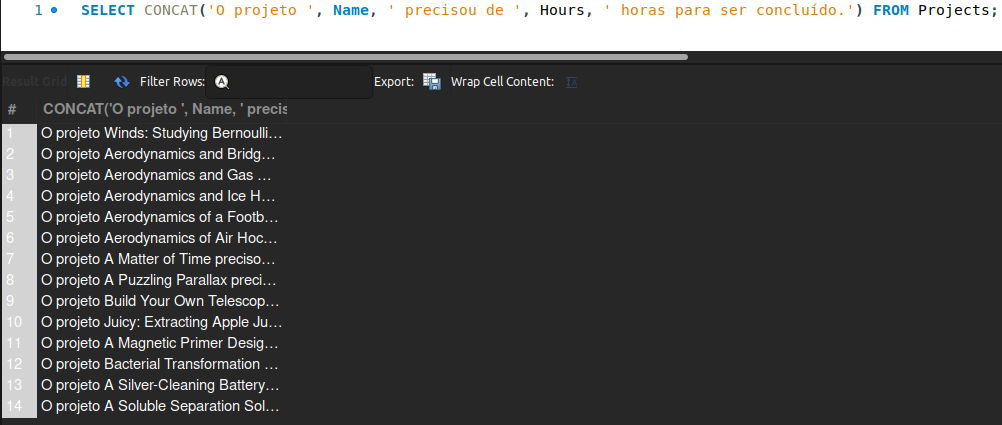 1 SELECT CONCAT('O projeto ', Name, ' precisou de ', Hours, ' horas para ser concluído.') FROM Projects;
Result Grid Filter Rows: Export: Wrap Cell Content:
# CONCAT('O projeto ', Name, ' precis
1 O projeto Winds: Studying Bernoulli…
2 O projeto Aerodynamics and Bridg…
3 O projeto Aerodynamics and Gas …
4 O projeto Aerodynamics and Ice H…
5 O projeto Aerodynamics of a Footb…
6 O projeto Aerodynamics of Air Hoc…
7 O projeto A Matter of Time preciso…
8 O projeto A Puzzling Parallax preci…
9 O projeto Build Your Own Telescop…
10 O projeto Juicy: Extracting Apple Ju…
11 O projeto A Magnetic Primer Desig…
12 O projeto Bacterial Transformation …
13 O projeto A Silver-Cleaning Battery…
14 O projeto A Soluble Separation Sol…